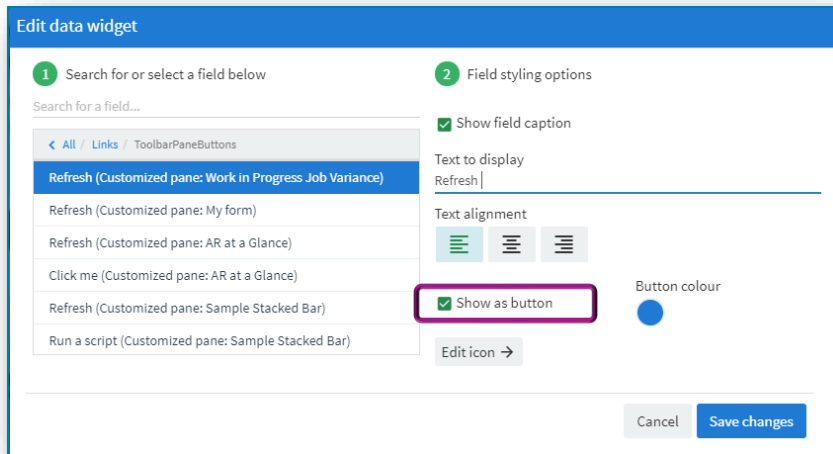 Edit data widget
1 Search for or select a field below
Search for a field...
All / Links / ToolbarPaneButtons
Refresh (Customized pane: Work in Progress Job Variance)
Refresh (Customized pane: My form)
Refresh (Customized pane: AR at a Glance)
Click me (Customized pane: AR at a Glance)
Refresh (Customized pane: Sample Stacked Bar)
Run a script (Customized pane: Sample Stacked Bar)
2 Field styling options
Show field caption
Text to display
Refresh
Text alignment
Show as button
Button colour
Edit icon →
Cancel
Save changes